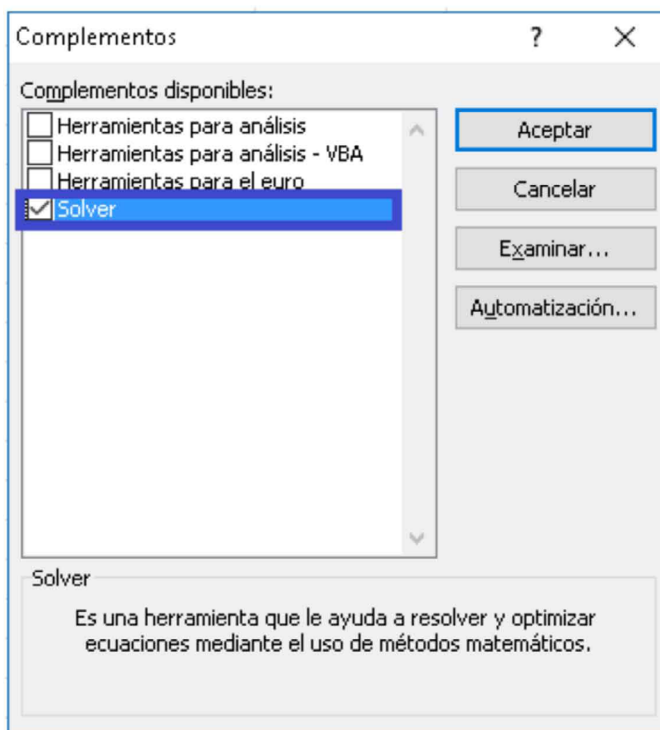 Complementos
?
Complementos disponibles:
Herramientas para análisis
Herramientas para análisis - VBA
Herramientas para el euro
Solver
Aceptar
Cancelar
Examinar...
Automatización...
Solver
Es una herramienta que le ayuda a resolver y optimizar
ecuaciones mediante el uso de métodos matemáticos.